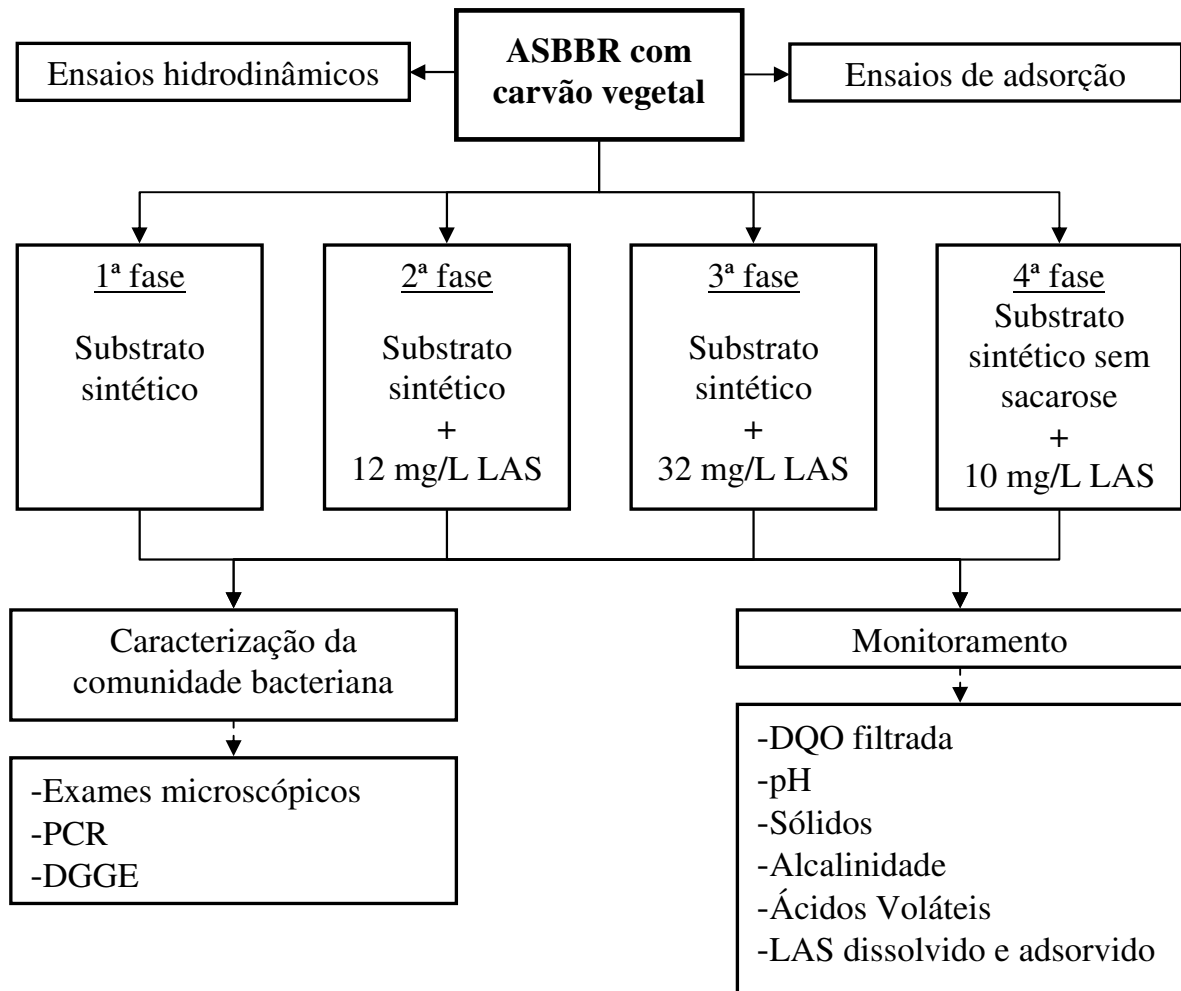 Ensaios hidrodinâmicos
ASBBR com
carvão vegetal
Ensaios de adsorção
1ª fase
Substrato
sintético
2ª fase
Substrato
sintético
+
12 mg/L LAS
3ª fase
Substrato
sintético
+
32 mg/L LAS
4ª fase
Substrato
sintético sem
sacarose
+
10 mg/L LAS
Caracterização da
comunidade bacteriana
-Exames microscópicos
-PCR
-DGGE
Monitoramento
-DQO filtrada
-pH
-Sólidos
-Alcalinidade
-Ácidos Voláteis
-LAS dissolvido e adsorvido